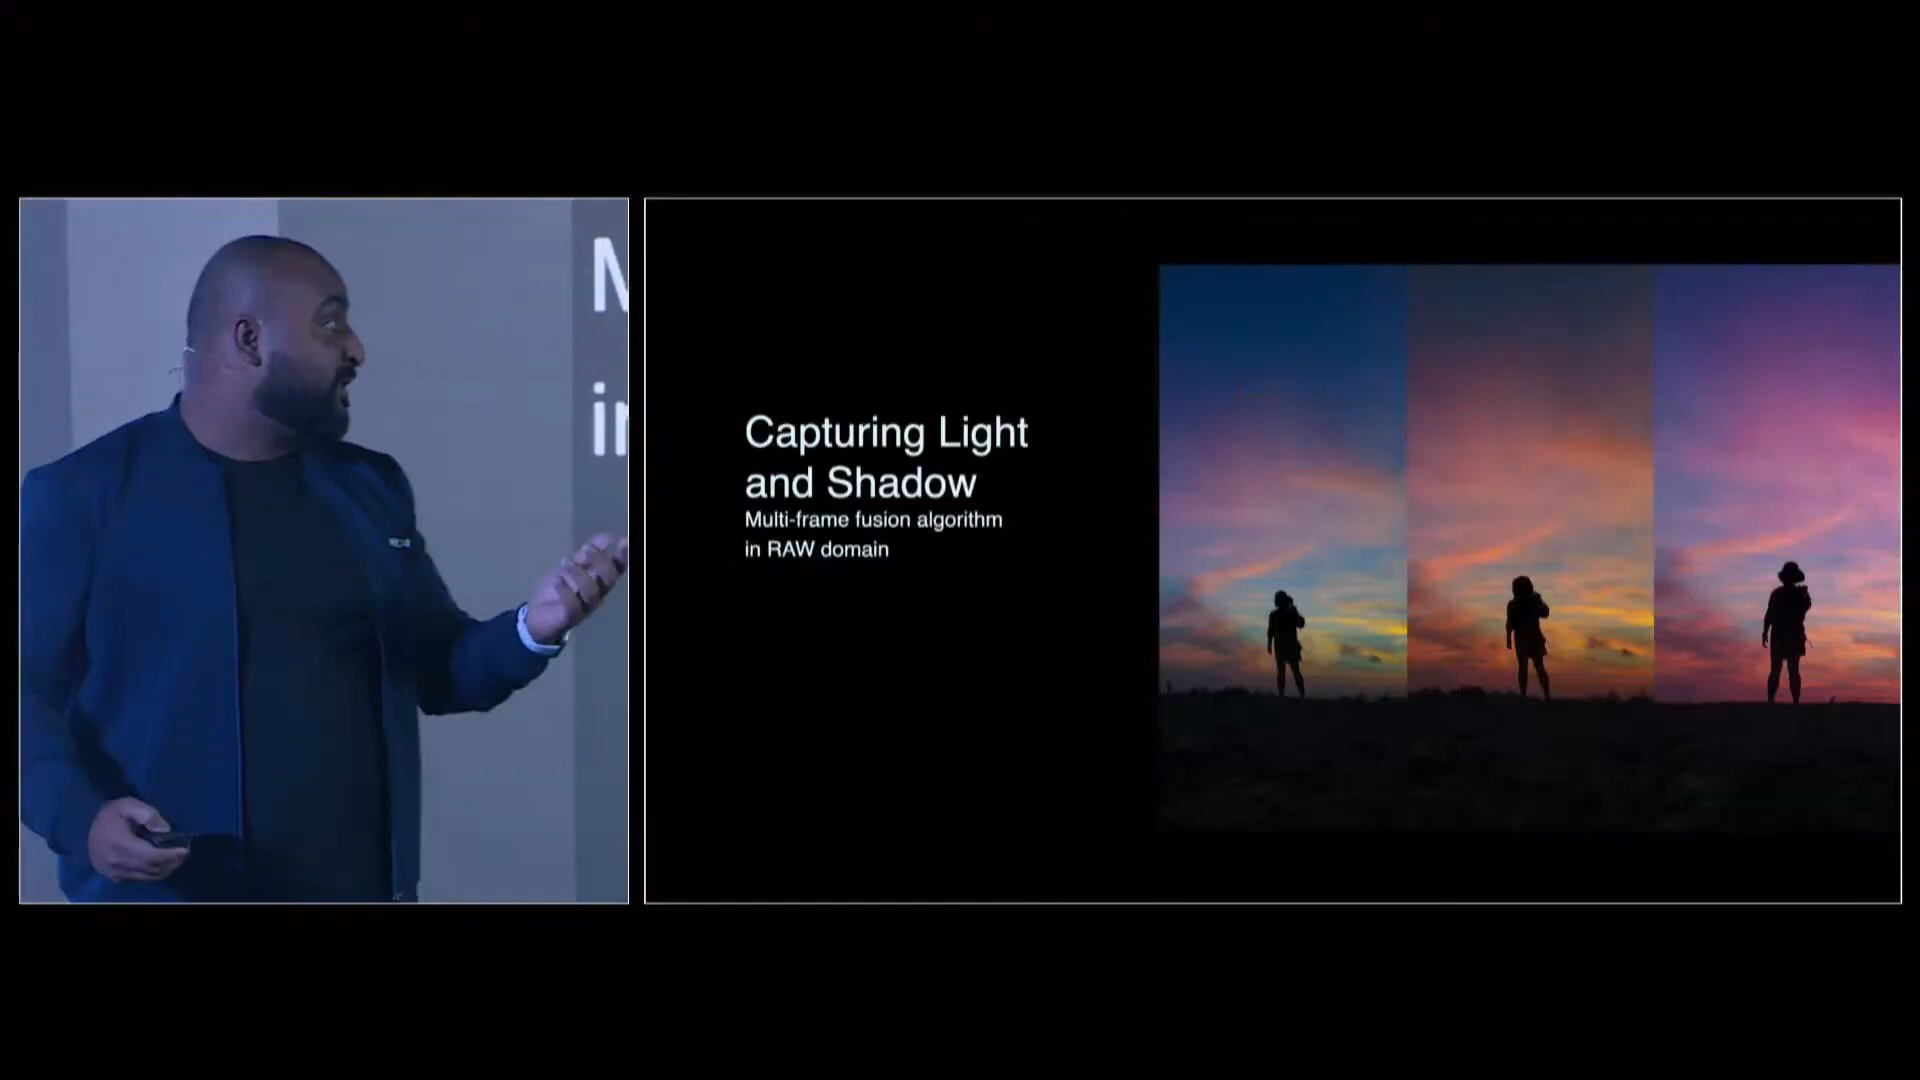 Capturing Light
and Shadow
Multi-frame fusion algorithm
in RAW domain